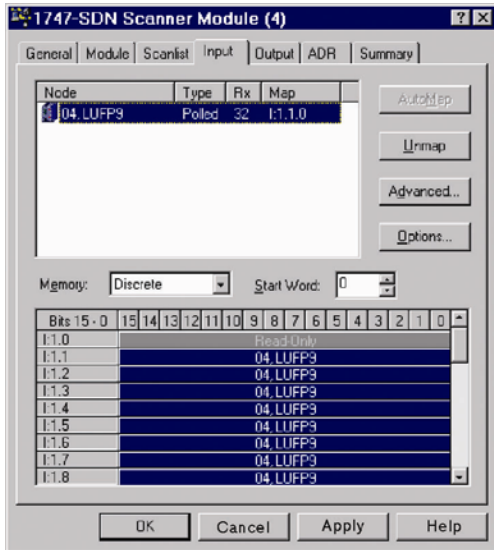 1747-SDN Scanner Module (4)
General Module Scanlist Input Output ADR Summary
Node Type Rx Map
04, LUFP9 Polled 32 I:1.1.0
AutoMap
Unmap
Advanced...
Options...
Memory: Discrete Start Word: 0
Bits 15 - 0 15 14 13 12 11 10 9 8 7 6 5 4 3 2 1 0
I:1.0 Read-Only
I:1.1 04, LUFP9
I:1.2 04, LUFP9
I:1.3 04, LUFP9
I:1.4 04, LUFP9
I:1.5 04, LUFP9
I:1.6 04, LUFP9
I:1.7 04, LUFP9
I:1.8 04, LUFP9
OK Cancel Apply Help